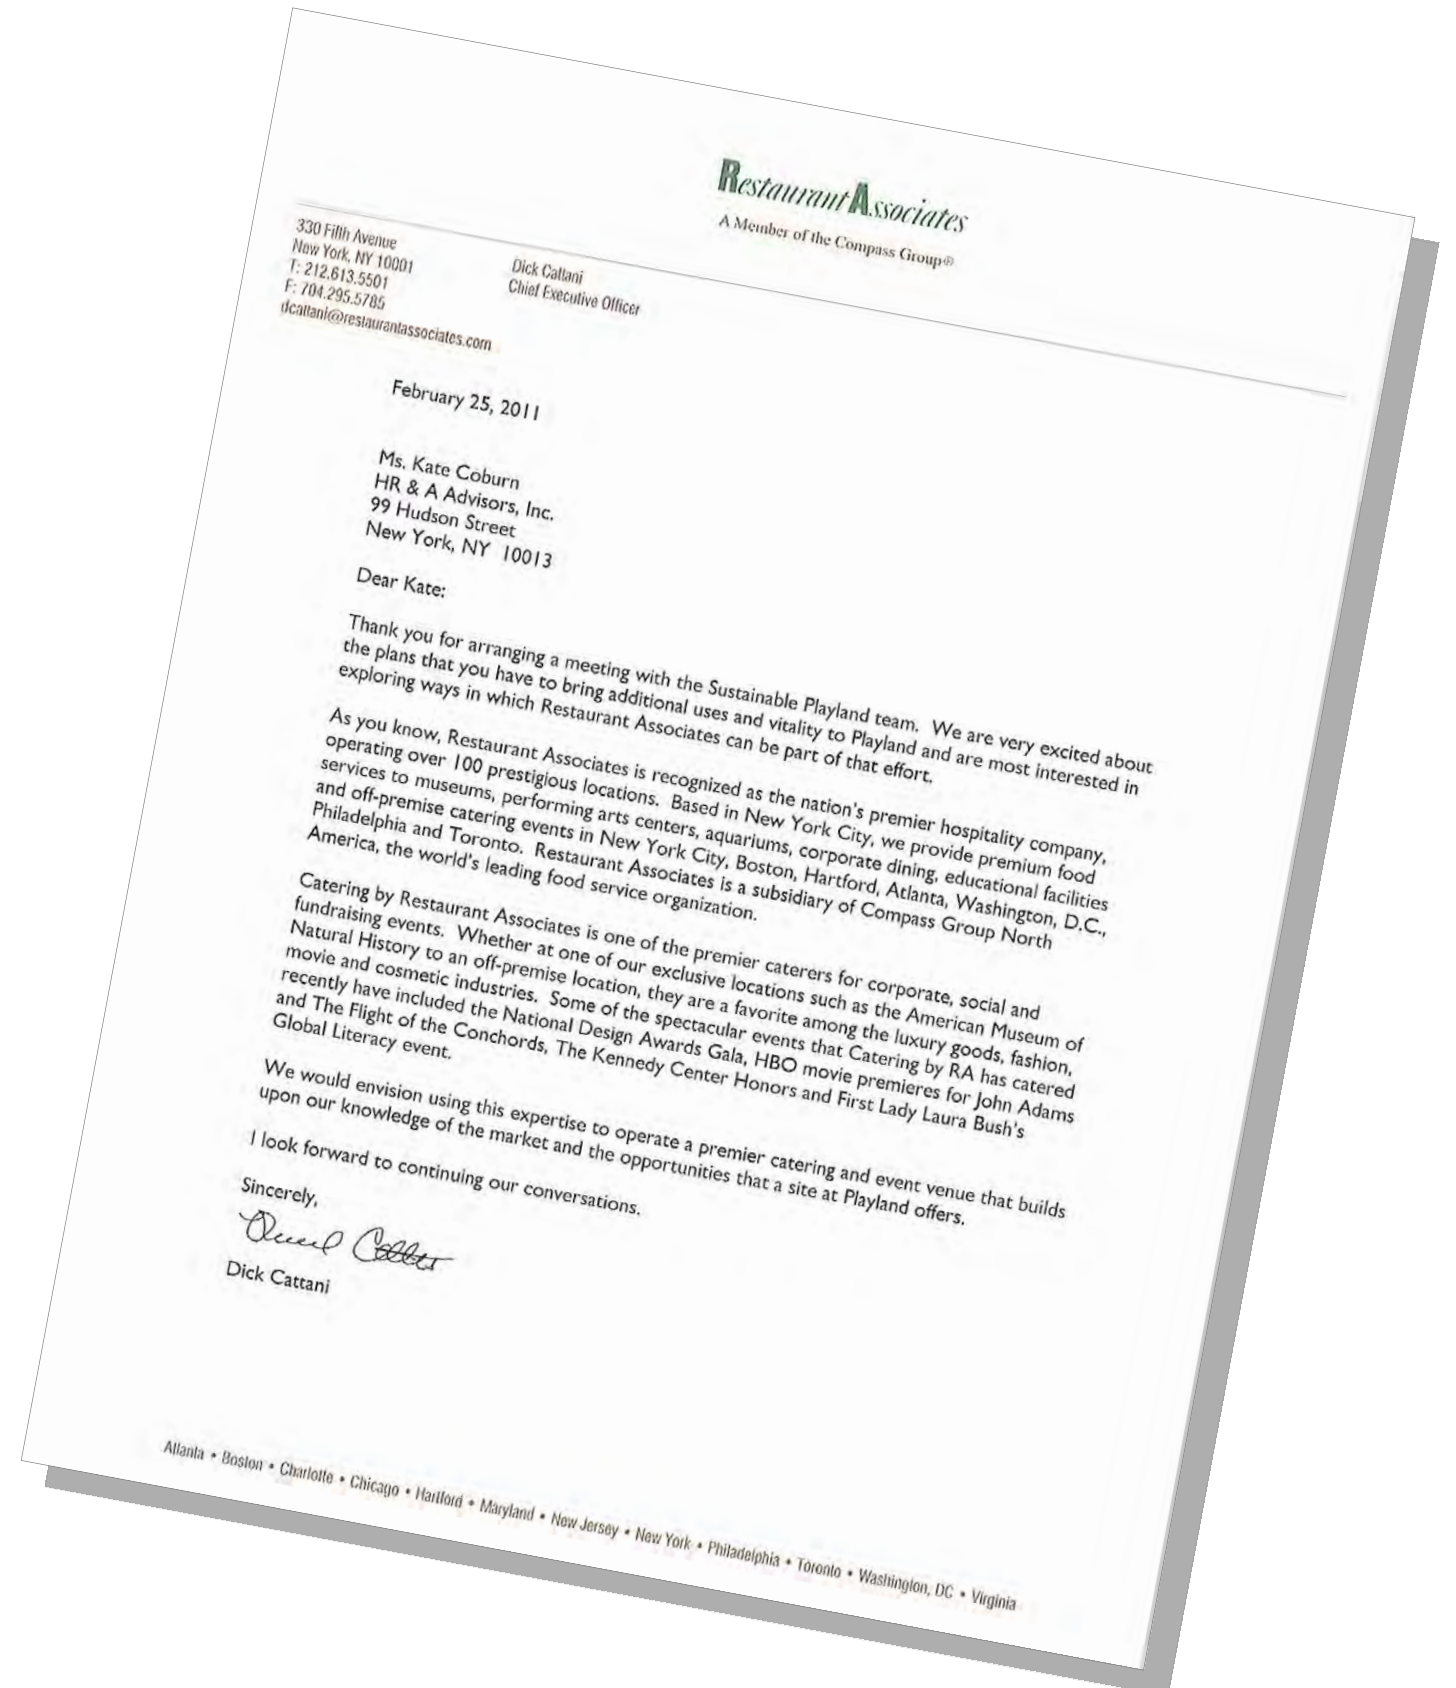 Restaurant Associates
A Member of the Compass Group®
330 Fifth Avenue
New York, NY 10001
T: 212.613.5501
F: 704.295.5785
dcattani@restaurantassociates.com
Dick Cattani
Chief Executive Officer
February 25, 2011
Ms. Kate Coburn
HR & A Advisors, Inc.
99 Hudson Street
New York, NY 10013
Dear Kate:
Thank you for arranging a meeting with the Sustainable Playland team. We are very excited about
the plans that you have to bring additional uses and vitality to Playland and are most interested in
exploring ways in which Restaurant Associates can be part of that effort.
As you know, Restaurant Associates is recognized as the nation's premier hospitality company,
operating over 100 prestigious locations. Based in New York City, we provide premium food
services to museums, performing arts centers, aquariums, corporate dining, educational facilities
and off-premise catering events in New York City, Boston, Hartford, Atlanta, Washington, D.C.,
Philadelphia and Toronto. Restaurant Associates is a subsidiary of Compass Group North
America, the world's leading food service organization.
Catering by Restaurant Associates is one of the premier caterers for corporate, social and
fundraising events. Whether at one of our exclusive locations such as the American Museum of
Natural History to an off-premise location, they are a favorite among the luxury goods, fashion,
movie and cosmetic industries. Some of the spectacular events that Catering by RA has catered
recently have included the National Design Awards Gala, HBO movie premieres for John Adams
and The Flight of the Conchords, The Kennedy Center Honors and First Lady Laura Bush's
Global Literacy event.
We would envision using this expertise to operate a premier catering and event venue that builds
upon our knowledge of the market and the opportunities that a site at Playland offers.
I look forward to continuing our conversations.
Sincerely,
Dick Cattani
Atlanta • Boston • Charlotte • Chicago • Hartford • Maryland • New Jersey • New York • Philadelphia • Toronto • Washington, DC • Virginia